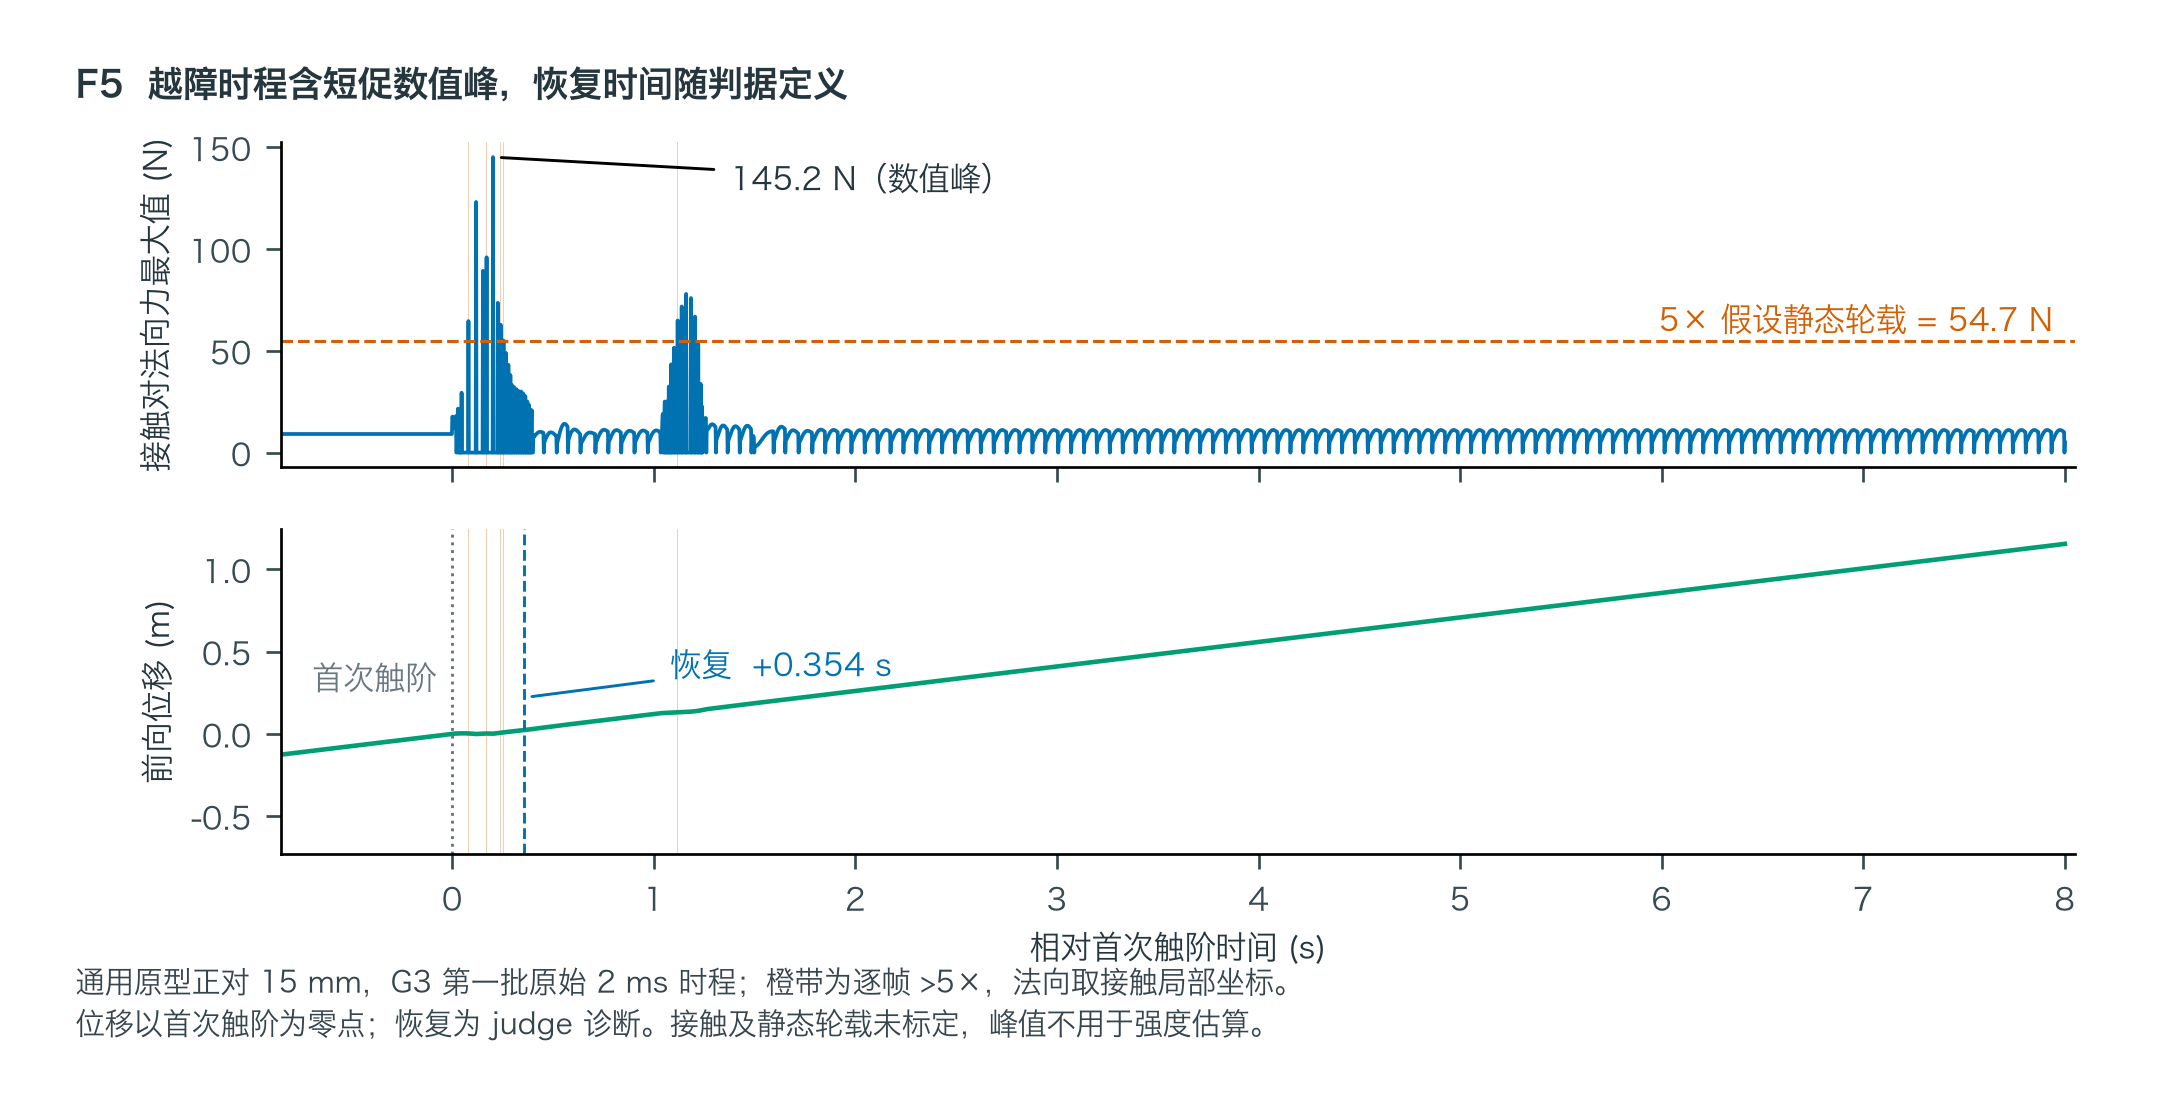 F5 越障时程含短促数值峰，恢复时间随判据定义
接触对法向力最大值 (N)
150
100
50
0
145.2 N（数值峰）
5× 假设静态轮载 = 54.7 N
前向位移 (m)
1.0
0.5
0.0
-0.5
首次触阶
恢复 +0.354 s
0 1 2 3 4 5 6 7 8
相对首次触阶时间 (s)
通用原型正对 15 mm，G3 第一批原始 2 ms 时程；橙带为逐帧 >5×，法向取接触局部坐标。
位移以首次触阶为零点；恢复为 judge 诊断。接触及静态轮载未标定，峰值不用于强度估算。